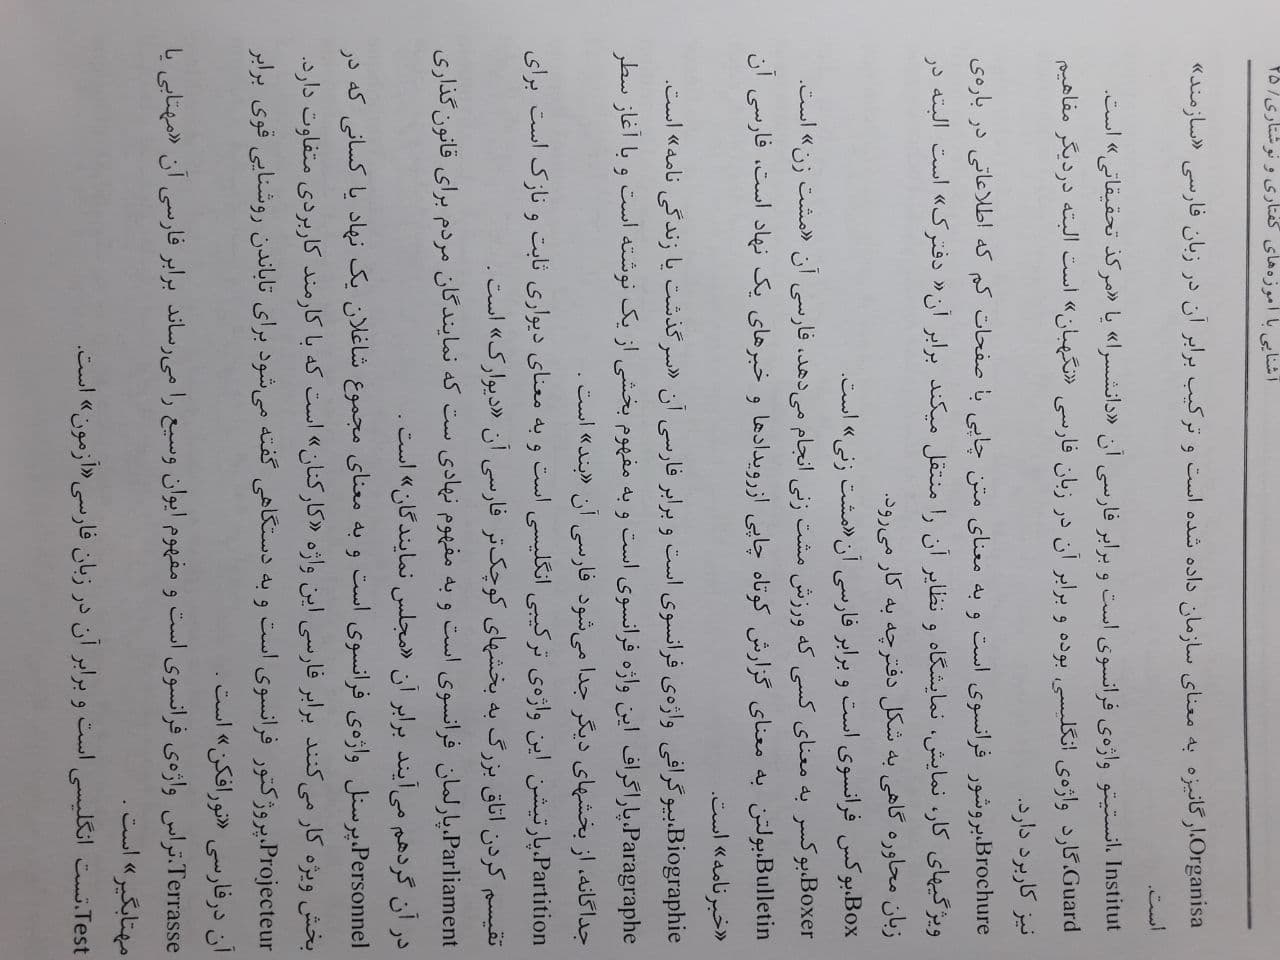 آشنایی با آموزه‌های گفتاری و نوشتاری/ ۲۵
Organisa،ارگانیزه به معنای سازمان داده شده است و ترکیب برابر آن در زبان فارسی «سازمند»
است.
Institut ،انستیتو واژه‌ی فرانسوی است و برابر فارسی آن «دانشسرا» یا «مرکز تحقیقاتی» است.
Guard،گارد واژه‌ی انگلیسی بوده و برابر آن در زبان فارسی «نگهبان» است البته دردیگر مفاهیم
نیز کاربرد دارد.
Brochure،بروشور فرانسوی است و به معنای متن چاپی با صفحات کم که اطلاعاتی در باره‌ی
ویژگیهای کار، نمایش، نمایشگاه و نظایر آن را منتقل میکند برابر آن« دفترک» است البته در
زبان محاوره گاهی به شکل دفترچه به کار می‌رود.
Box،بوکس فرانسوی است و برابر فارسی آن«مشت زنی» است.
Boxer،بوکسر به معنای کسی که ورزش مشت زنی انجام می‌دهد، فارسی آن «مشت زن» است.
Bulletin،بولتن به معنای گزارش کوتاه چاپی ازرویدادها و خبرهای یک نهاد است، فارسی آن
«خبرنامه» است.
Biographie،بیوگرافی واژه‌ی فرانسوی است و برابر فارسی آن «سرگذشت یا زندگی نامه» است.
Paragraphe،پاراگراف این واژه فرانسوی است و به مفهوم بخشی از یک نوشته است و با آغاز سطر
جداگانه، از بخشهای دیگر جدا می‌شود فارسی آن «بند» است .
Partition،پارتیشن این واژه‌ی ترکیبی انگلیسی است و به معنای دیواری ثابت و نازک است برای
تقیسم کردن اتاق بزرگ به بخشهای کوچک‌تر فارسی آن «دیوارک» است .
Parliament،پارلمان فرانسوی است و به مفهوم نهادی ست که نمایندگان مردم برای قانون‌گذاری
در آن گردهم می‌آیند برابر آن «مجلس نمایندگان» است .
Personnel،پرسنل واژه‌ی فرانسوی است و به معنای مجموع شاغلان یک نهاد یا کسانی که در
بخش ویژه کار می‌کنند برابر فارسی این واژه «کارکنان» است که با کارمند کاربردی متفاوت دارد.
Projecteur،پروژکتور فرانسوی است و به دستگاهی گفته می‌شود برای تاباندن روشنایی قوی برابر
آن درفارسی «نورافکن» است .
Terrasse،تراس واژه‌ی فرانسوی است و مفهوم ایوان وسیع را می‌رساند برابر فارسی آن «مهتابی یا
مهتابگیر» است .
Test،تست انگلیسی است و برابر آن در زبان فارسی«آزمون» است.